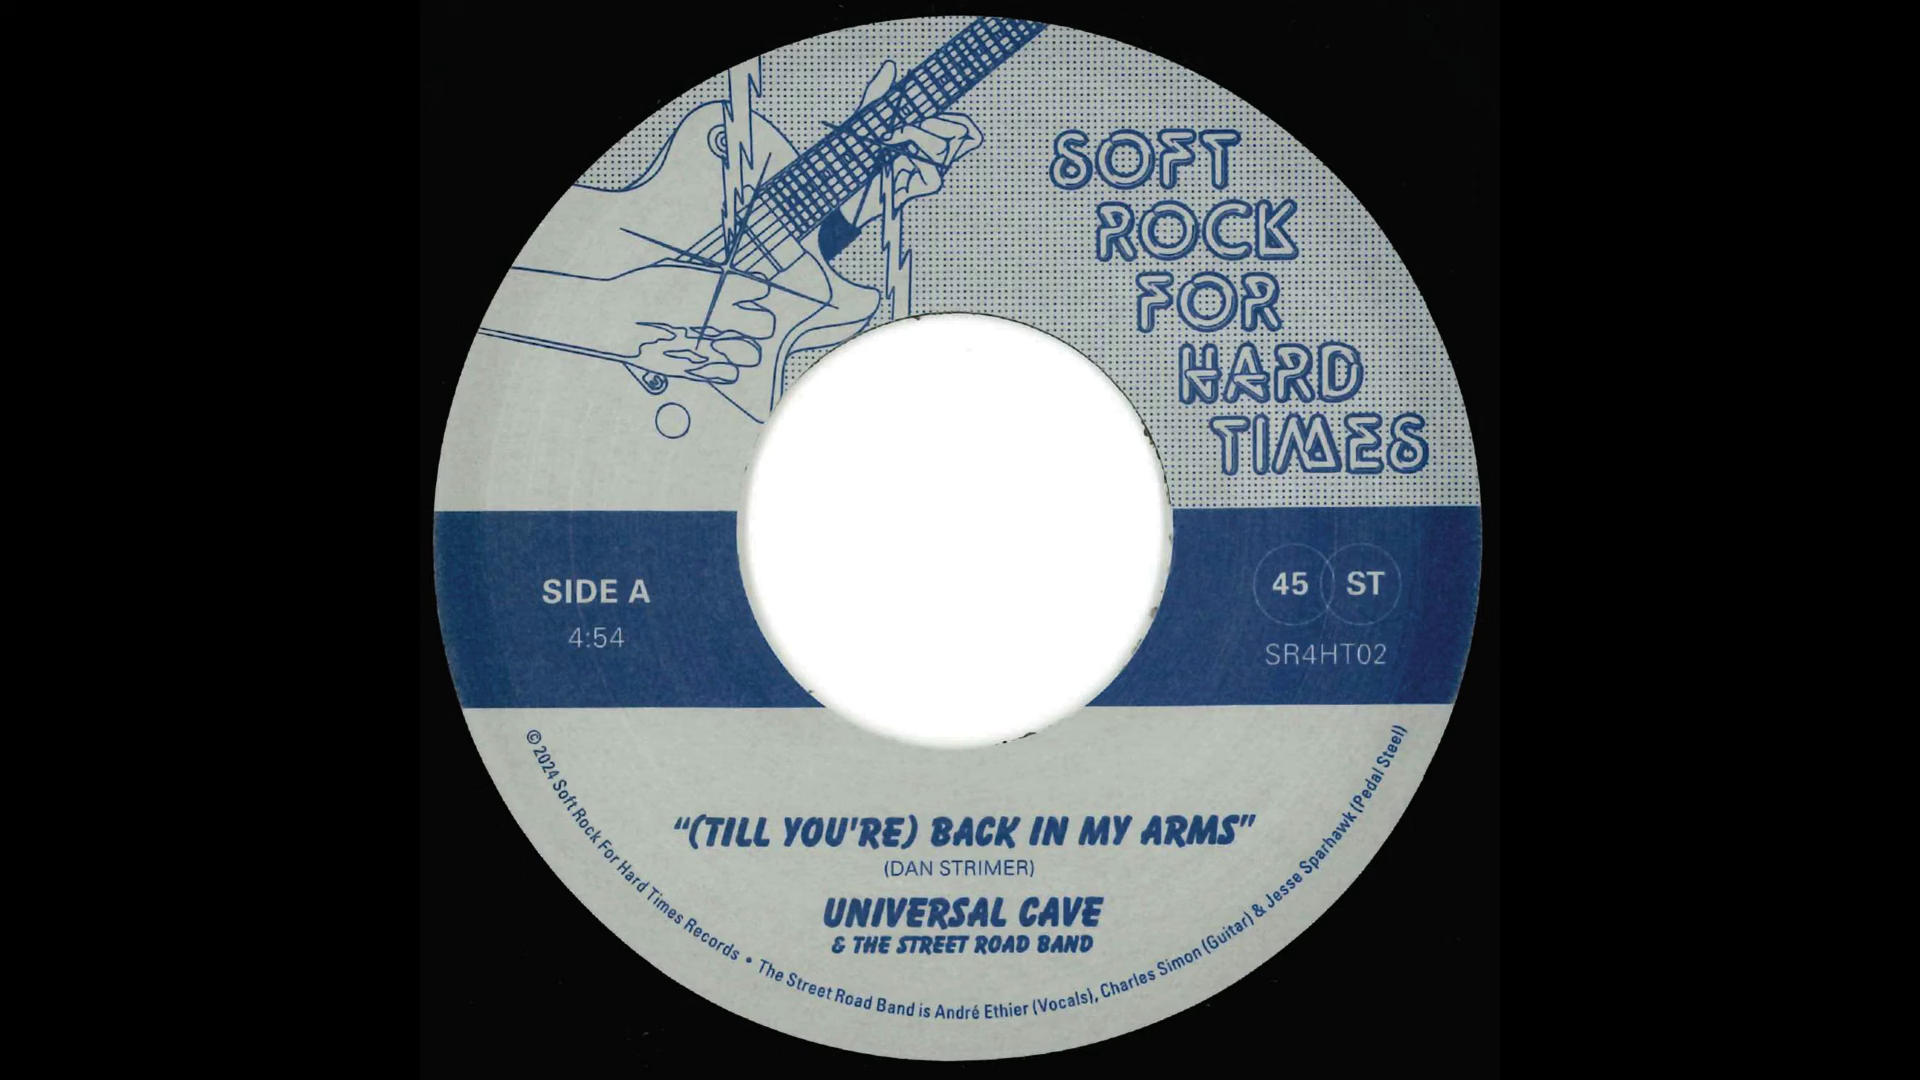 SOFT
ROCK
FOR
HARD
TIMES
SIDE A
4:54
45 ST
SR4HT02
"(TILL YOU'RE) BACK IN MY ARMS"
(DAN STRIMER)
UNIVERSAL CAVE
& THE STREET ROAD BAND
© 2024 Soft Rock For Hard Times Records • The Street Road Band is André Ethier (Vocals), Charles Simon (Guitar) & Jesse Sparhawk (Pedal Steel)